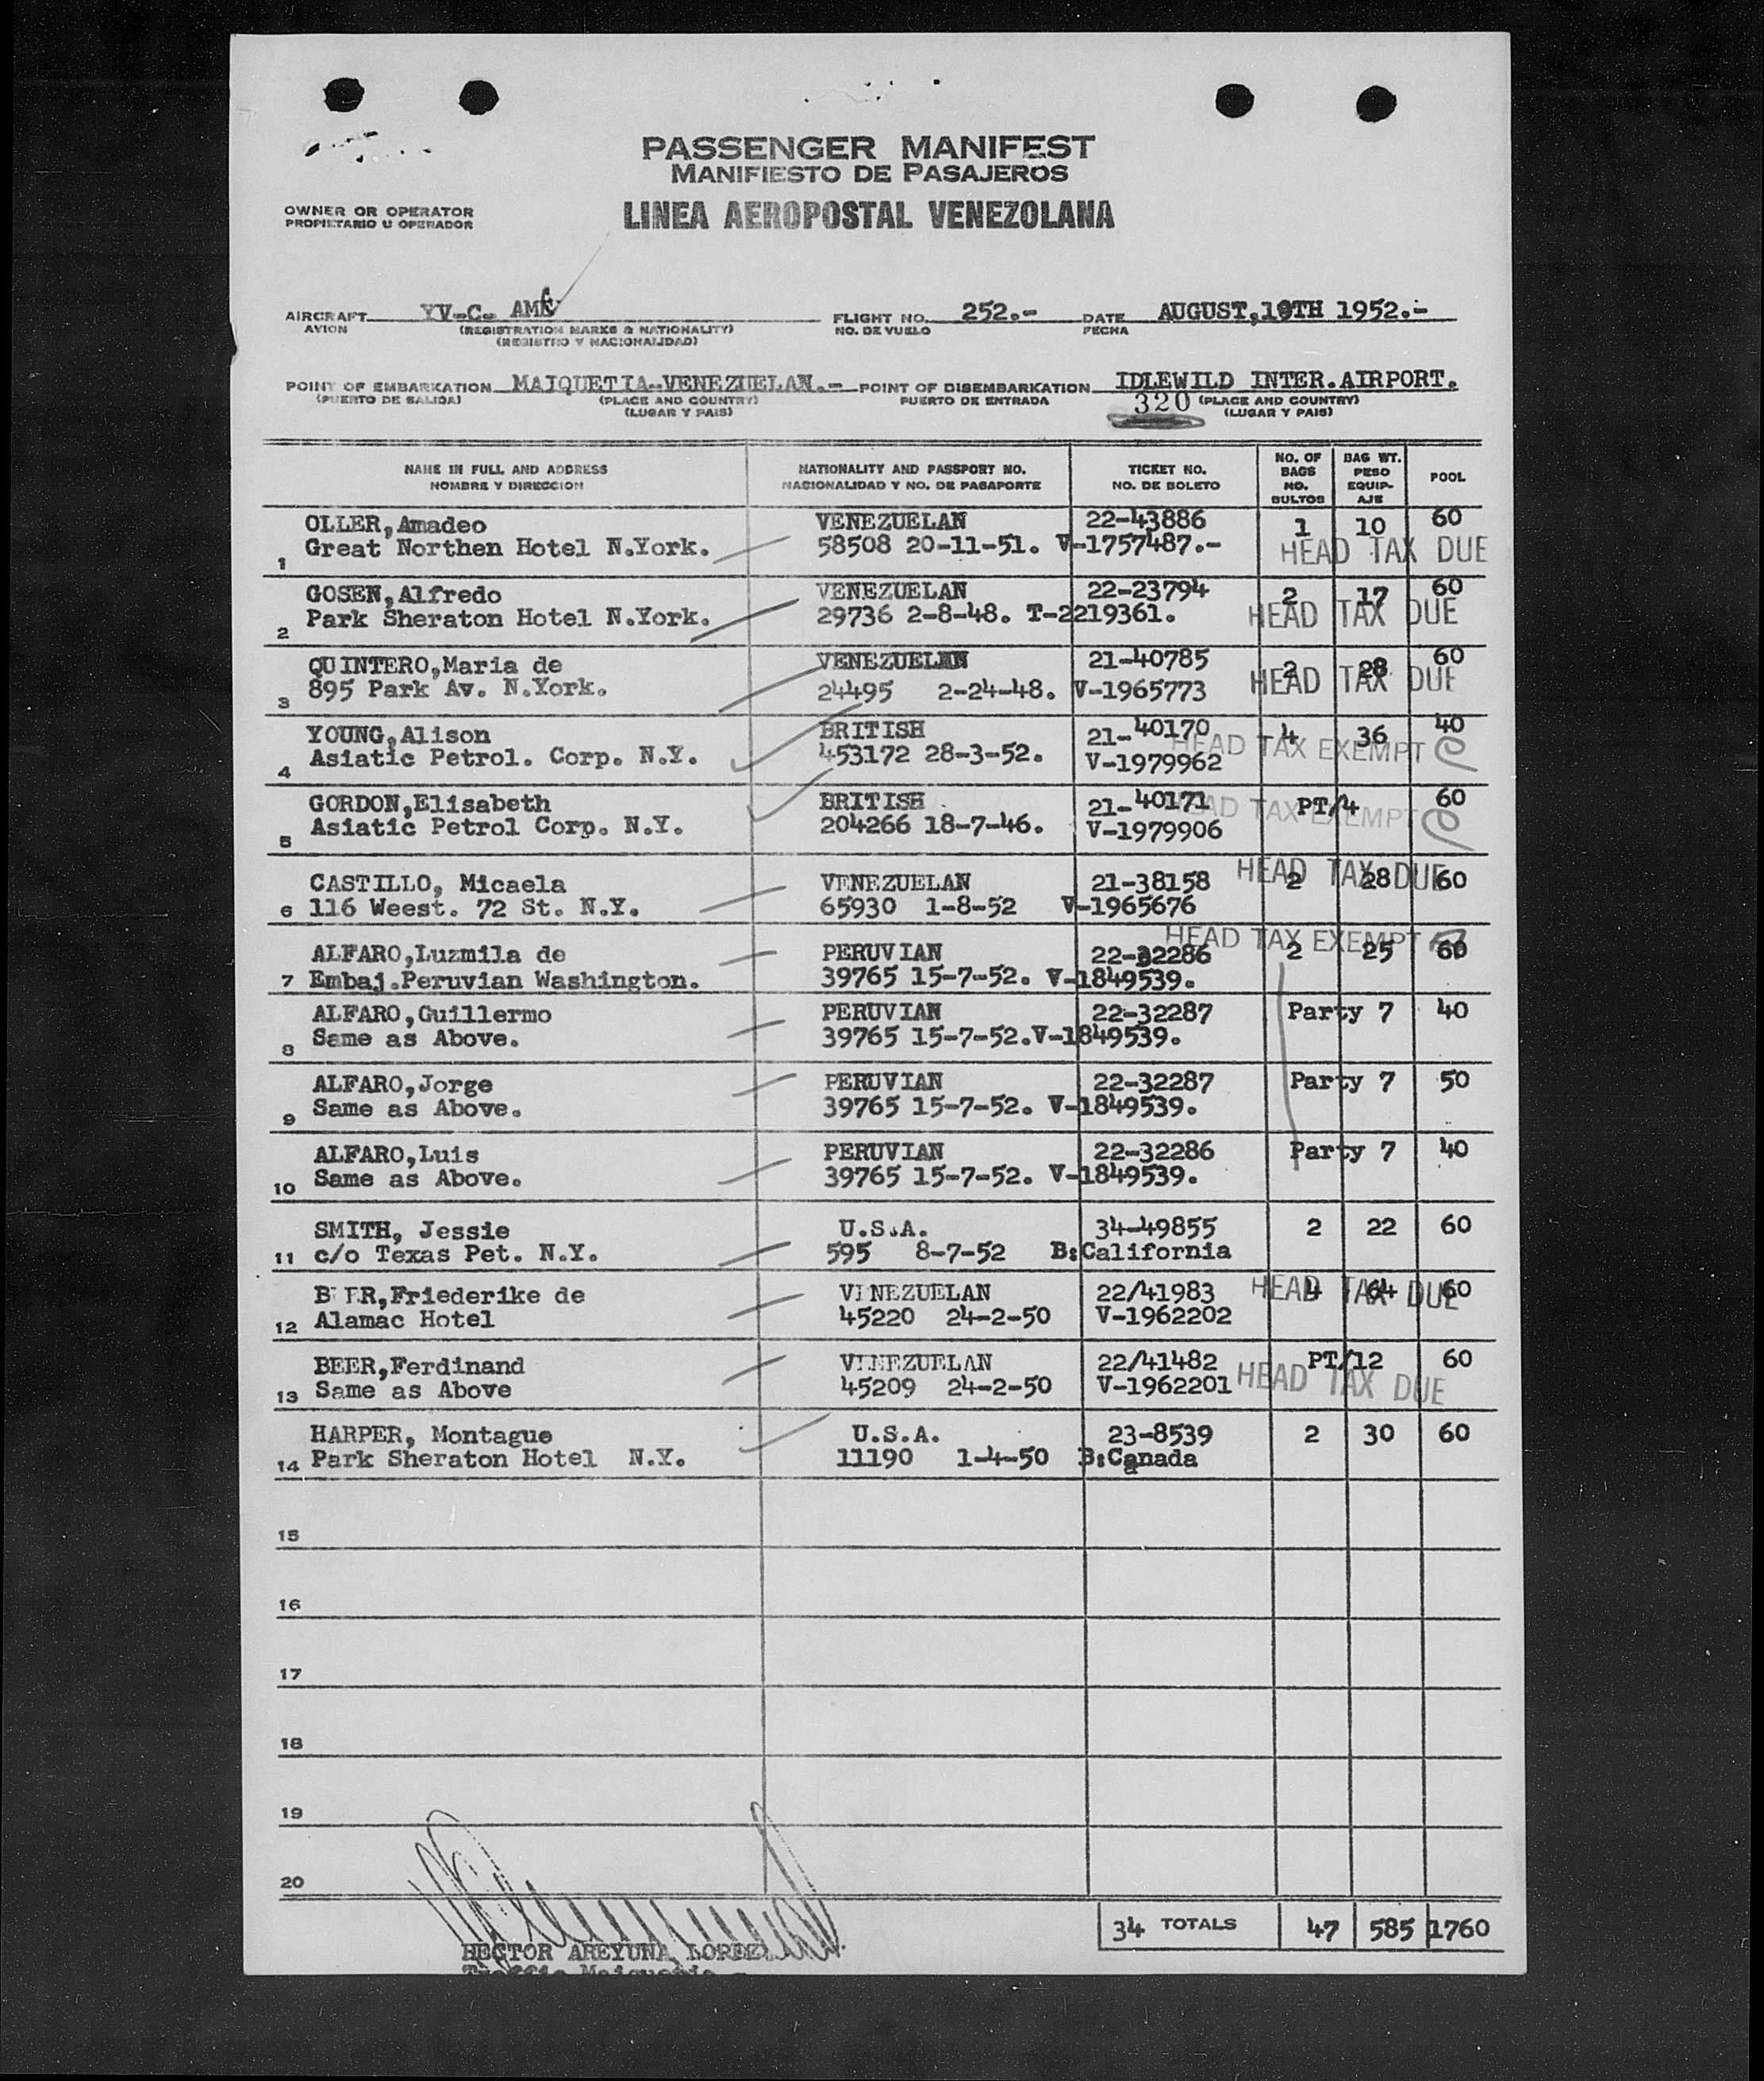 PASSENGER MANIFEST
MANIFIESTO DE PASAJEROS
OWNER OR OPERATOR
PROPIETARIO U OPERADOR
LINEA AEROPOSTAL VENEZOLANA
AIRCRAFT YV-C- FLIGHT NO. 252.- DATE AUGUST, 19TH 1952.-
AVION (REGISTRATION MARKS & NATIONALITY) NO. DE VUELO FECHA
(REGISTRO Y NACIONALIDAD)
POINT OF EMBARKATION MAIQUETIA-VENEZUELAN.- POINT OF DISEMBARKATION IDLEWILD INTER.AIRPORT.
(PUERTO DE SALIDA) (PLACE AND COUNTRY) PUERTO DE ENTRADA 320 (PLACE AND COUNTRY)
(LUGAR Y PAIS) (LUGAR Y PAIS)
NAME IN FULL AND ADDRESS NATIONALITY AND PASSPORT NO. TICKET NO. NO. OF BAGS BAG WT. POOL
NOMBRE Y DIRECCION NACIONALIDAD Y NO. DE PASAPORTE NO. DE BOLETO NO. BULTOS PESO EQUIP-AJE
OLLER,Amadeo VENEZUELAN 22-43886 1 10 60
1 Great Northen Hotel N.York. 58508 20-11-51. V-1757487.- HEAD TAX DUE
GOSEN,Alfredo VENEZUELAN 22-23794 2 17 60
2 Park Sheraton Hotel N.York. 29736 2-8-48. T-2219361. HEAD TAX DUE
QUINTERO,Maria de VENEZUELAN 21-40785 2 28 60
3 895 Park Av. N.York. 24495 2-24-48. V-1965773 HEAD TAX DUE
YOUNG,Alison BRITISH 21-40170 4 36 40
4 Asiatic Petrol. Corp. N.Y. 453172 28-3-52. V-1979962 HEAD TAX EXEMPT
GORDON,Elisabeth BRITISH 21-40171 PT/4 60
5 Asiatic Petrol Corp. N.Y. 204266 18-7-46. V-1979906 HEAD TAX EXEMPT
CASTILLO, Micaela VENEZUELAN 21-38158 2 28 60 HEAD TAX DUE
6 116 Weest. 72 St. N.Y. 65930 1-8-52 V-1965676
ALFARO,Luzmila de PERUVIAN 22-32286 2 25 60 HEAD TAX EXEMPT
7 Embaj.Peruvian Washington. 39765 15-7-52. V-1849539.
ALFARO,Guillermo PERUVIAN 22-32287 Party 7 40
8 Same as Above. 39765 15-7-52.V-1849539.
ALFARO,Jorge PERUVIAN 22-32287 Party 7 50
9 Same as Above. 39765 15-7-52. V-1849539.
ALFARO,Luis PERUVIAN 22-32286 Party 7 40
10 Same as Above. 39765 15-7-52. V-1849539.
SMITH, Jessie U.S.A. 34-49855 2 22 60
11 c/o Texas Pet. N.Y. 595 8-7-52 B:California
BEER,Friederike de VENEZUELAN 22/41983 4 64 60 HEAD TAX DUE
12 Alamac Hotel 45220 24-2-50 V-1962202
BEER,Ferdinand VENEZUELAN 22/41482 PT/12 60
13 Same as Above 45209 24-2-50 V-1962201 HEAD TAX DUE
HARPER, Montague U.S.A. 23-8539 2 30 60
14 Park Sheraton Hotel N.Y. 11190 1-4-50 B:Canada
15
16
17
18
19
20
34 TOTALS 47 585 1760
HECTOR AREYUNA LOPEZ